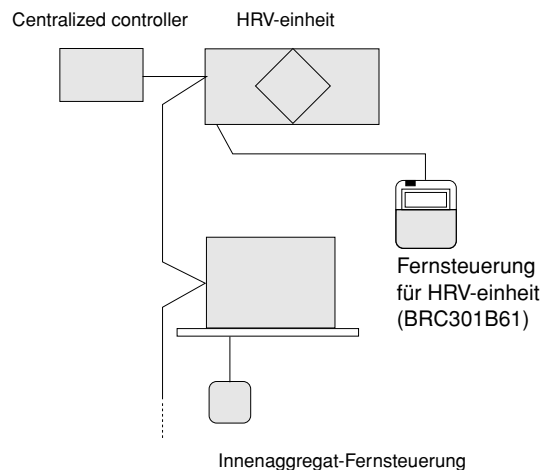 Centralized controller
HRV-einheit
Fernsteuerung
für HRV-einheit
(BRC301B61)
Innenaggregat-Fernsteuerung